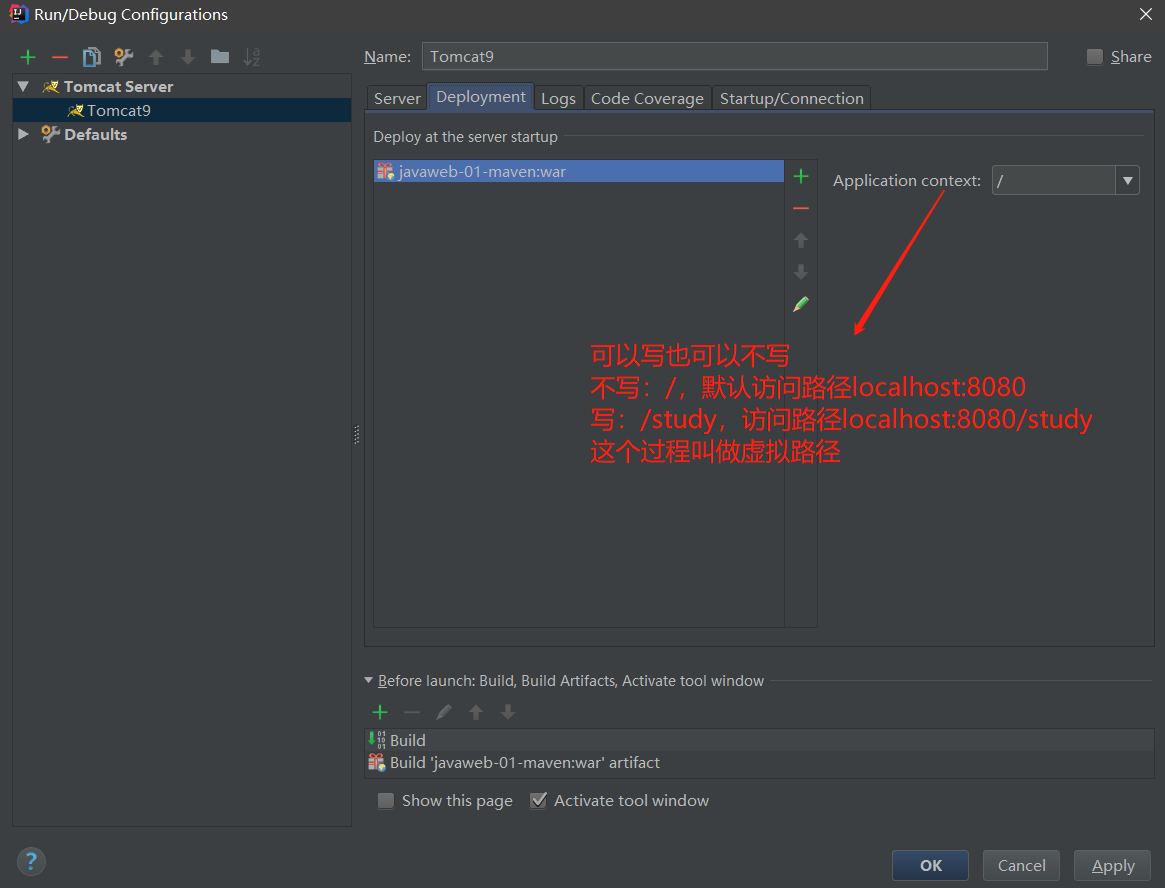 Run/Debug Configurations
Name: Tomcat9
Share
Tomcat Server
Tomcat9
Defaults
Server Deployment Logs Code Coverage Startup/Connection
Deploy at the server startup
javaweb-01-maven:war
Application context: /
可以写也可以不写
不写：/，默认访问路径localhost:8080
写：/study，访问路径localhost:8080/study
这个过程叫做虚拟路径
Before launch: Build, Build Artifacts, Activate tool window
Build
Build 'javaweb-01-maven:war' artifact
Show this page Activate tool window
? OK Cancel Apply